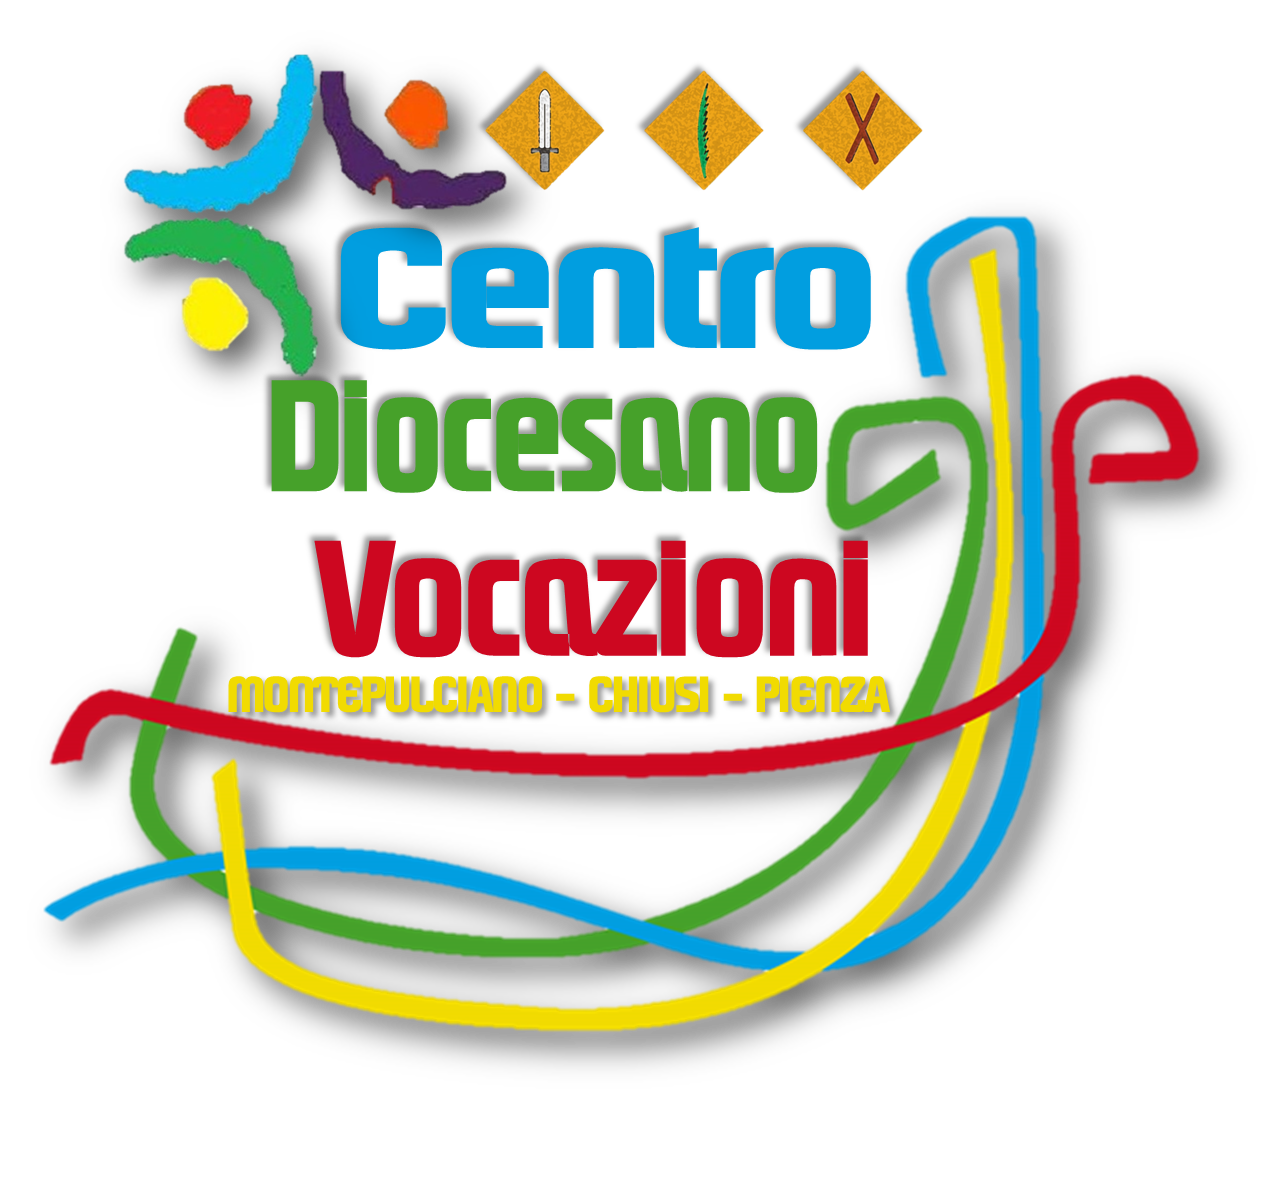 Centro
Diocesano
Vocazioni
MONTEPULCIANO - CHIUSI - PIENZA